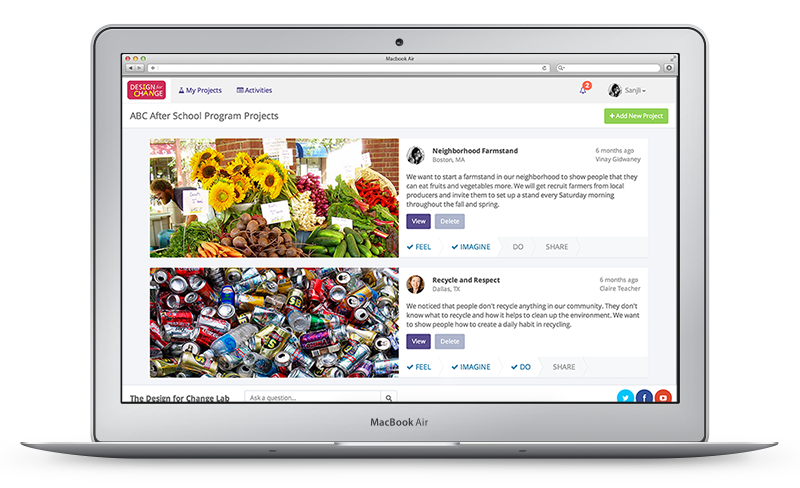 Macbook Air
DESIGN for
CHANGE
My Projects
Activities
2
Sanjli
ABC After School Program Projects
+ Add New Project
Neighborhood Farmstand
6 months ago
Boston, MA
Vinay Gidwaney
We want to start a farmstand in our neighborhood to show people that they
can eat fruits and vegetables more. We will get recruit farmers from local
producers and invite them to set up a stand every Saturday morning
throughout the fall and spring.
View
Delete
FEEL
IMAGINE
DO
SHARE
Recycle and Respect
6 months ago
Dallas, TX
Claire Teacher
We noticed that people don't recycle anything in our community. They don't
know what to recycle and how it helps to clean up the environment. We want
to show people how to create a daily habit in recycling.
View
Delete
FEEL
IMAGINE
DO
SHARE
The Design for Change Lab
Ask a question...
MacBook Air